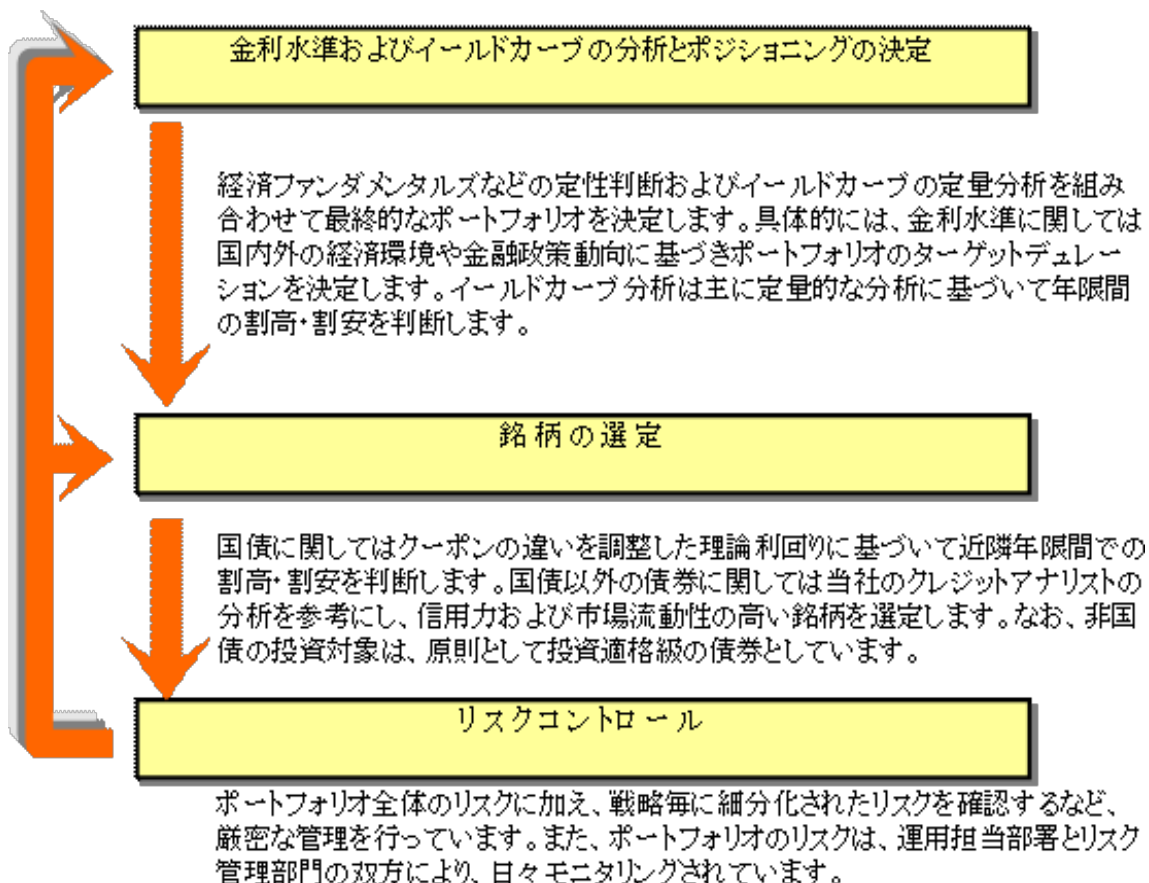 金利水準およびイールドカーブの分析とポジショニングの決定
経済ファンダメンタルズなどの定性判断およびイールドカーブの定量分析を組み
合わせて最終的なポートフォリオを決定します。具体的には、金利水準に関しては
国内外の経済環境や金融政策動向に基づきポートフォリオのターゲットデュレー
ションを決定します。イールドカーブ分析は主に定量的な分析に基づいて年限間
の割高・割安を判断します。
銘柄の選定
国債に関してはクーポンの違いを調整した理論利回りに基づいて近隣年限間での
割高・割安を判断します。国債以外の債券に関しては当社のクレジットアナリストの
分析を参考にし、信用力および市場流動性の高い銘柄を選定します。なお、非国
債の投資対象は、原則として投資適格級の債券としています。
リスクコントロール
ポートフォリオ全体のリスクに加え、戦略毎に細分化されたリスクを確認するなど、
厳密な管理を行っています。また、ポートフォリオのリスクは、運用担当部署とリスク
管理部門の双方により、日々モニタリングされています。